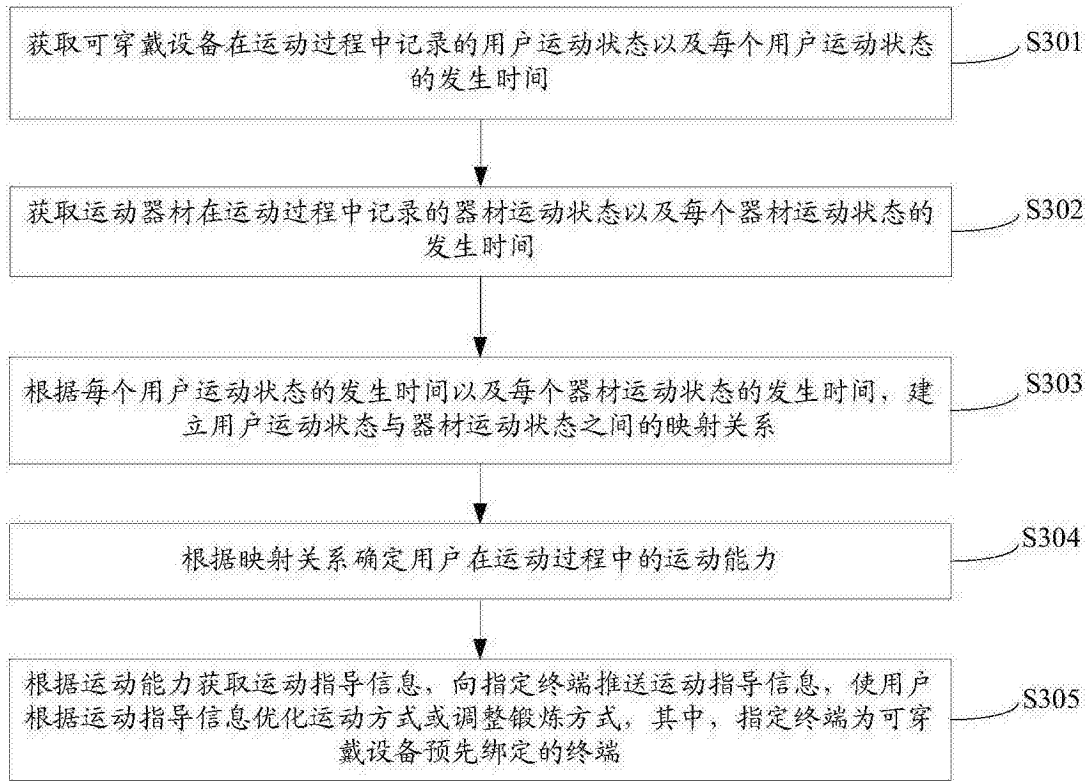 获取可穿戴设备在运动过程中记录的用户运动状态以及每个用户运动状态
的发生时间
S301
获取运动器材在运动过程中记录的器材运动状态以及每个器材运动状态的
发生时间
S302
根据每个用户运动状态的发生时间以及每个器材运动状态的发生时间，建
立用户运动状态与器材运动状态之间的映射关系
S303
根据映射关系确定用户在运动过程中的运动能力
S304
根据运动能力获取运动指导信息，向指定终端推送运动指导信息，使用户
根据运动指导信息优化运动方式或调整锻炼方式，其中，指定终端为可穿
戴设备预先绑定的终端
S305